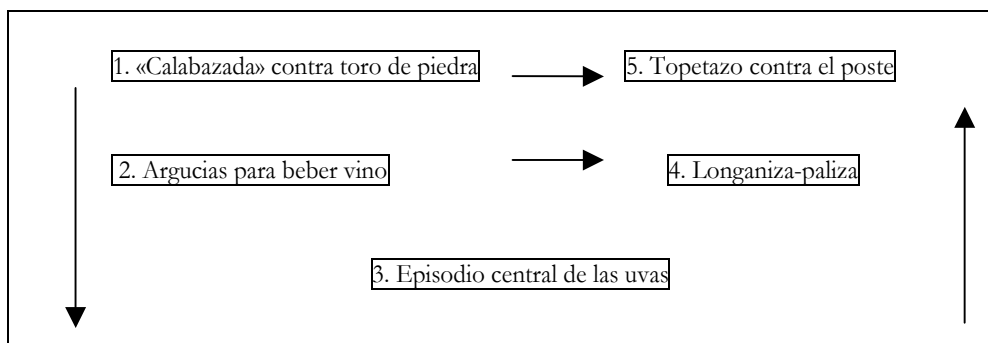 1. «Calabazada» contra toro de piedra
5. Topetazo contra el poste
2. Argucias para beber vino
4. Longaniza-paliza
3. Episodio central de las uvas